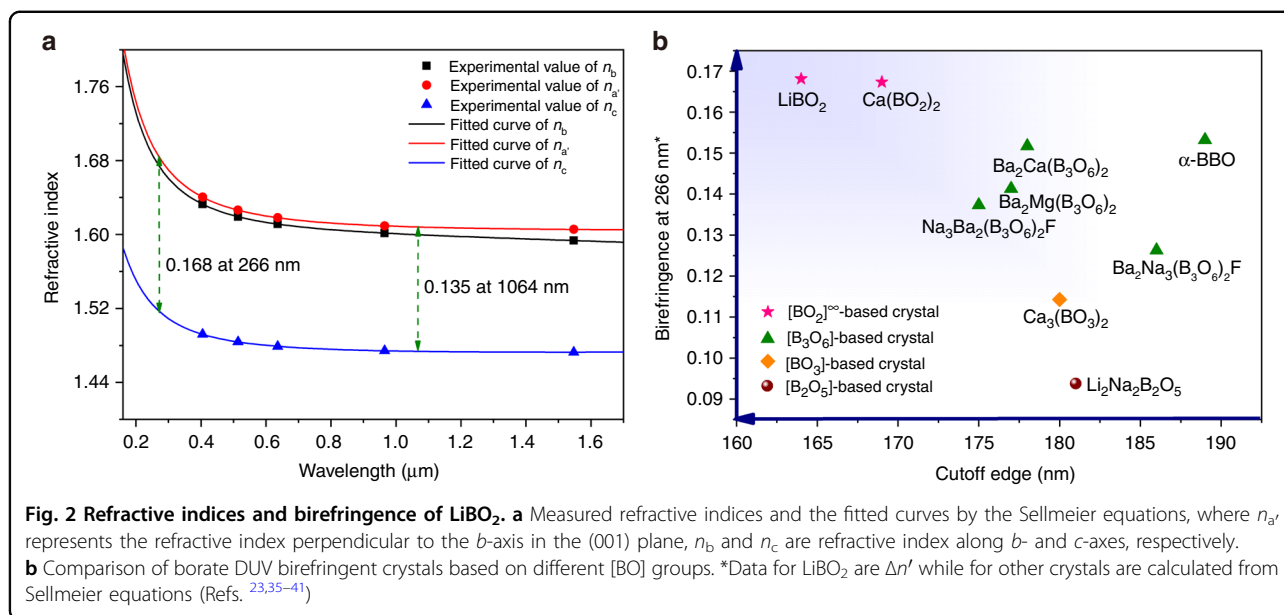 a
Refractive index
1.76
1.68
1.60
1.52
1.44
Experimental value of n_b
Experimental value of n_a'
Experimental value of n_c
Fitted curve of n_b
Fitted curve of n_a'
Fitted curve of n_c
0.168 at 266 nm
0.135 at 1064 nm
0.2 0.4 0.6 0.8 1.0 1.2 1.4 1.6
Wavelength (μm)
b
Birefringence at 266 nm*
0.17
0.16
0.15
0.14
0.13
0.12
0.11
0.10
0.09
LiBO₂
Ca(BO₂)₂
Ba₂Ca(B₃O₆)₂
α-BBO
Ba₂Mg(B₃O₆)₂
Na₃Ba₂(B₃O₆)₂F
Ba₂Na₃(B₃O₆)₂F
Ca₃(BO₃)₂
Li₂Na₂B₂O₅
[BO₂]∞-based crystal
[B₃O₆]-based crystal
[BO₃]-based crystal
[B₂O₅]-based crystal
160 165 170 175 180 185 190
Cutoff edge (nm)
Fig. 2 Refractive indices and birefringence of LiBO₂. a Measured refractive indices and the fitted curves by the Sellmeier equations, where n_a′
represents the refractive index perpendicular to the b-axis in the (001) plane, n_b and n_c are refractive index along b- and c-axes, respectively.
b Comparison of borate DUV birefringent crystals based on different [BO] groups. *Data for LiBO₂ are Δn′ while for other crystals are calculated from
Sellmeier equations (Refs. 23,35–41)